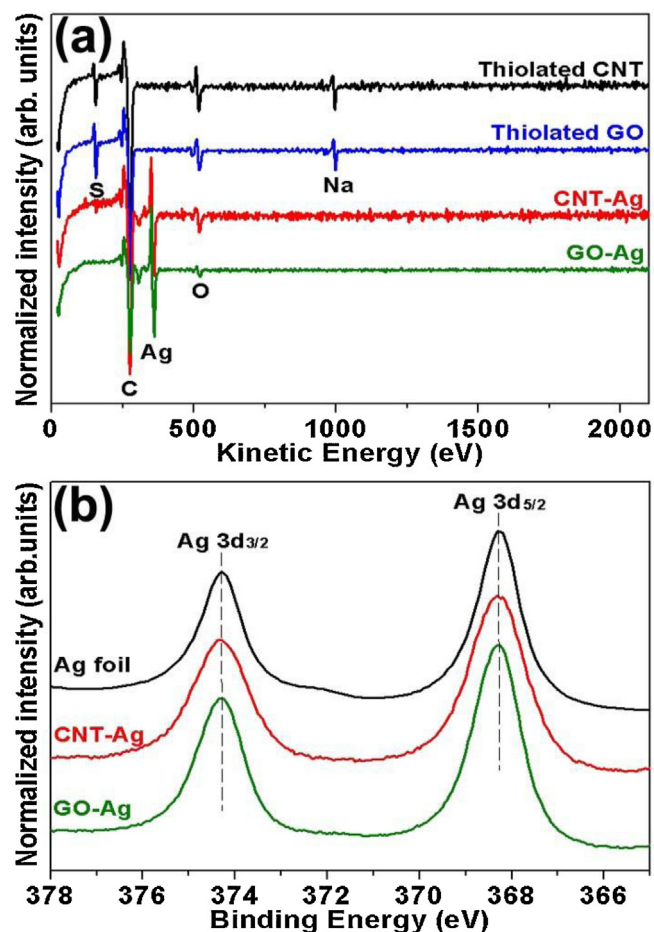 (a)
Normalized intensity (arb. units)
Thiolated CNT
Thiolated GO
S
Na
CNT-Ag
GO-Ag
O
Ag
C
0 500 1000 1500 2000
Kinetic Energy (eV)
(b)
Normalized intensity (arb.units)
Ag 3d5/2
Ag 3d3/2
Ag foil
CNT-Ag
GO-Ag
378 376 374 372 370 368 366
Binding Energy (eV)